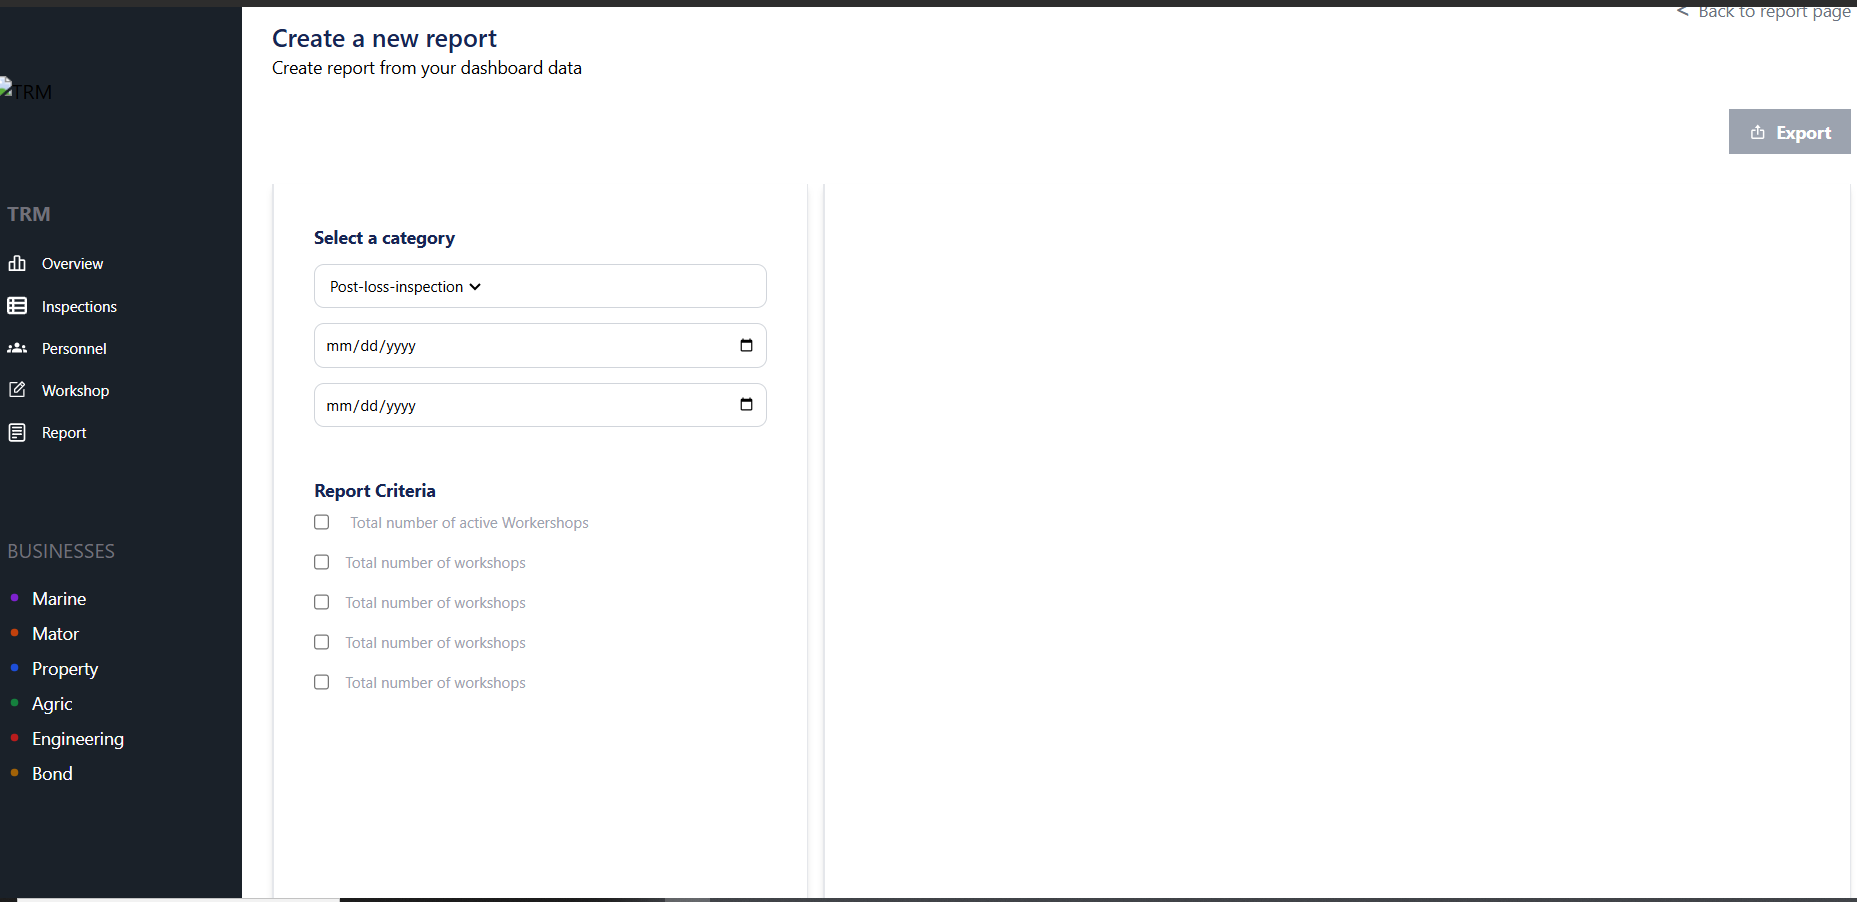 < Back to report page
Create a new report
Create report from your dashboard data
TRM
Export
TRM
Overview
Inspections
Personnel
Workshop
Report
BUSINESSES
Marine
Mator
Property
Agric
Engineering
Bond
Select a category
Post-loss-inspection
mm/dd/yyyy
mm/dd/yyyy
Report Criteria
Total number of active Workershops
Total number of workshops
Total number of workshops
Total number of workshops
Total number of workshops